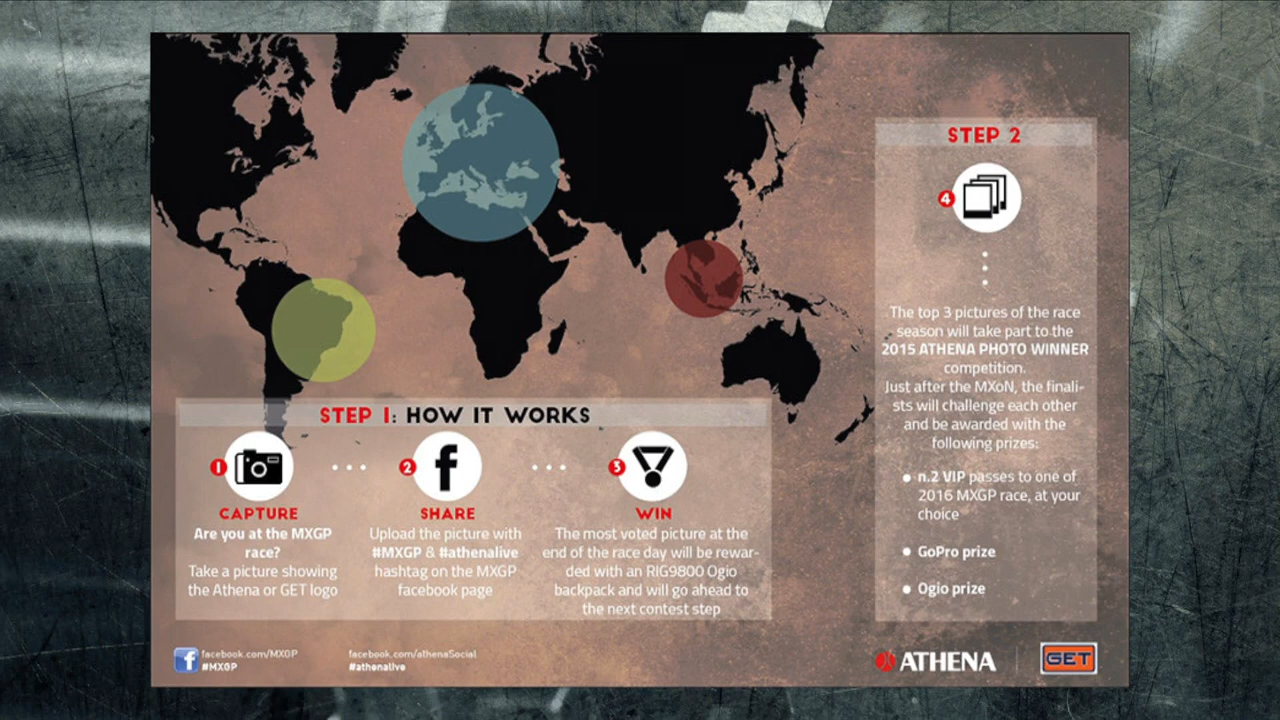 STEP 1: HOW IT WORKS
1
CAPTURE
Are you at the MXGP
race?
Take a picture showing
the Athena or GET logo
2
SHARE
Upload the picture with
#MXGP & #athenalive
hashtag on the MXGP
facebook page
3
WIN
The most voted picture at the
end of the race day will be rewar-
ded with an RIG9800 Ogio
backpack and will go ahead to
the next contest step
STEP 2
4
The top 3 pictures of the race
season will take part to the
2015 ATHENA PHOTO WINNER
competition.
Just after the MXoN, the finali-
sts will challenge each other
and be awarded with the
following prizes:
n.2 VIP passes to one of
2016 MXGP race, at your
choice
GoPro prize
Ogio prize
facebook.com/MXGP
#MXGP
facebook.com/athenaSocial
#athenalive
ATHENA
GET